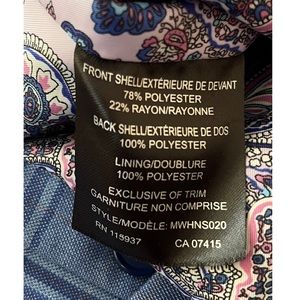 FRONT SHELL/EXTÉRIEURE DE DEVANT
78% POLYESTER
22% RAYON/RAYONNE
BACK SHELL/EXTÉRIEURE DE DOS
100% POLYESTER
LINING/DOUBLURE
100% POLYESTER
EXCLUSIVE OF TRIM
GARNITURE NON COMPRISE
STYLE/MODÈLE: MWHNS020
RN 118937 CA 07415